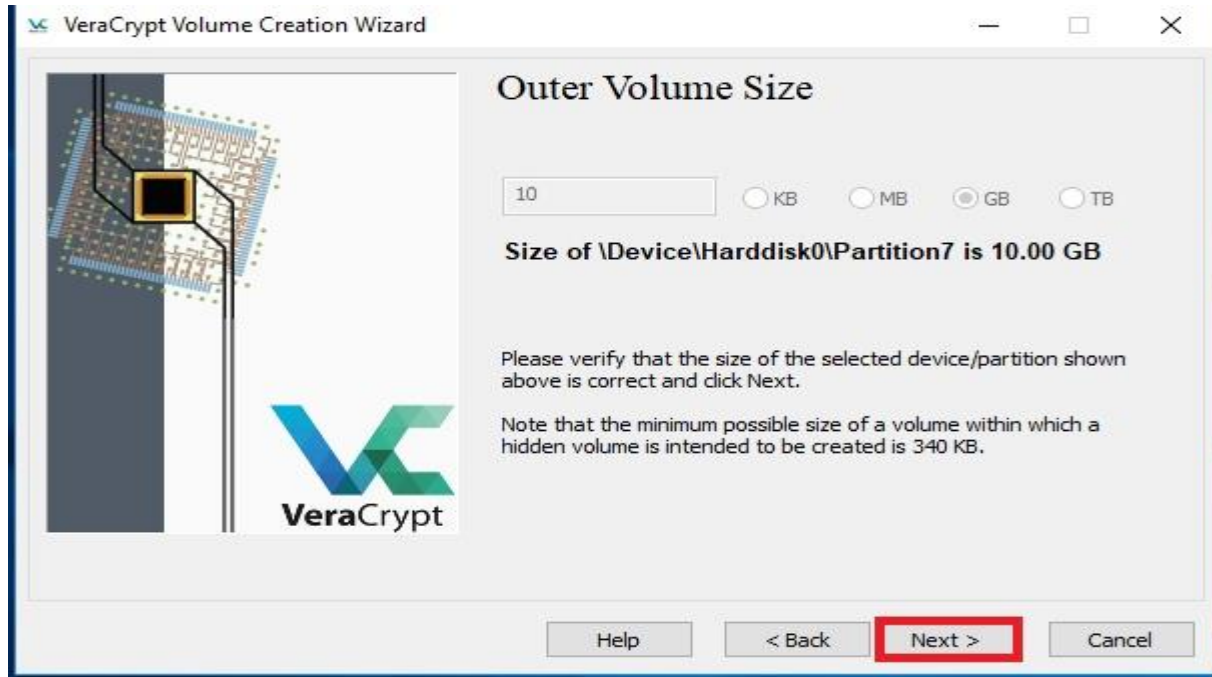 VeraCrypt Volume Creation Wizard
Outer Volume Size
10 KB MB GB TB
Size of \Device\Harddisk0\Partition7 is 10.00 GB
Please verify that the size of the selected device/partition shown
above is correct and click Next.
Note that the minimum possible size of a volume within which a
hidden volume is intended to be created is 340 KB.
VeraCrypt
Help < Back Next > Cancel